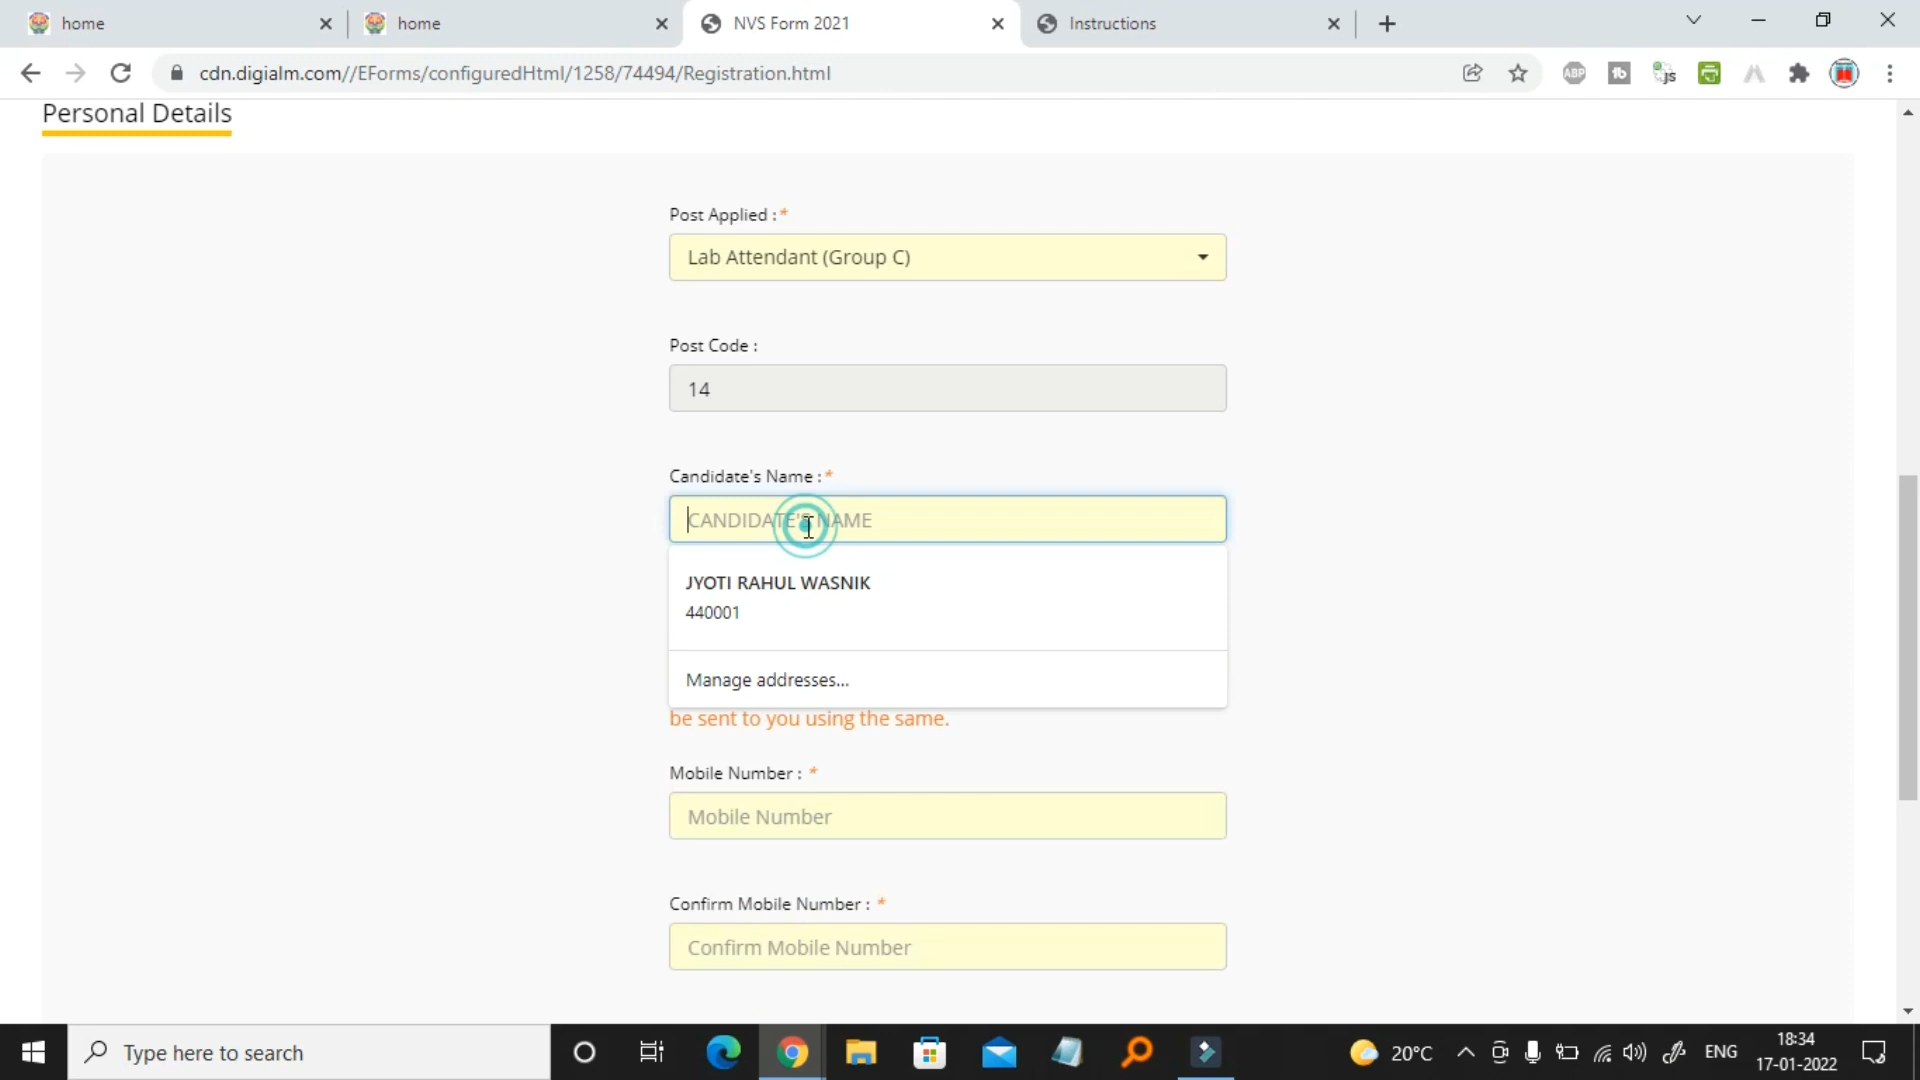 home
home
NVS Form 2021
Instructions
cdn.digialm.com//EForms/configuredHtml/1258/74494/Registration.html
ABP
js
Personal Details
Post Applied :*
Lab Attendant (Group C)
Post Code :
14
Candidate's Name :*
CANDIDATE'S NAME
JYOTI RAHUL WASNIK
440001
Manage addresses...
be sent to you using the same.
Mobile Number : *
Mobile Number
Confirm Mobile Number : *
Confirm Mobile Number
Type here to search
20°C
ENG
18:34
17-01-2022